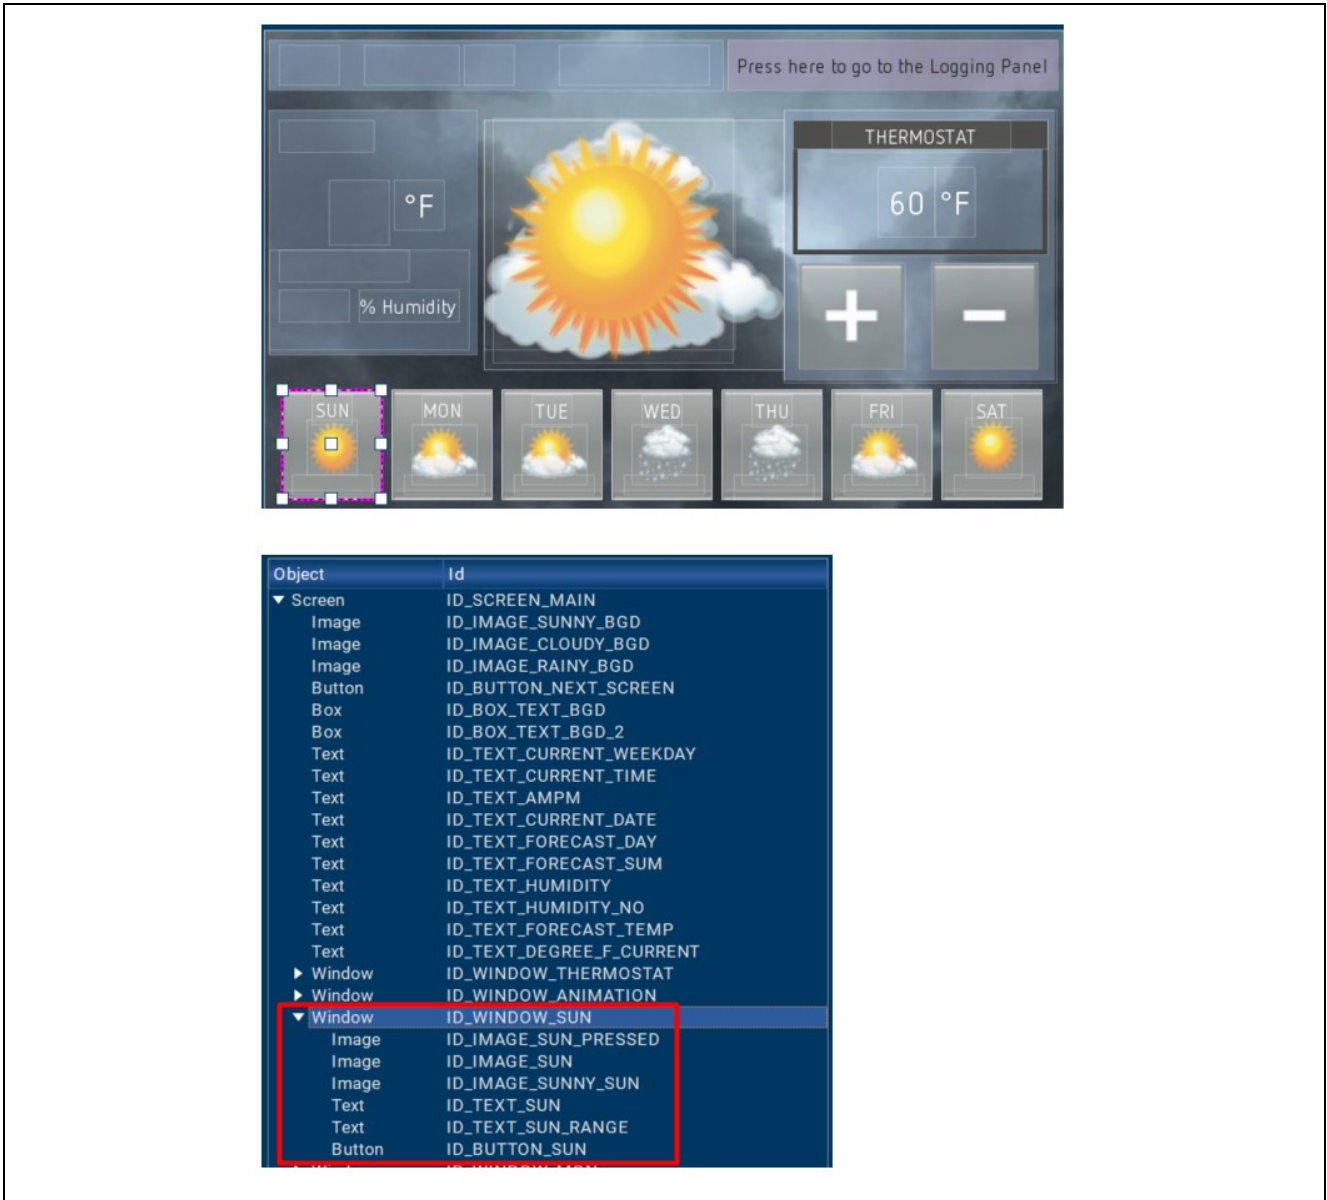 Press here to go to the Logging Panel
THERMOSTAT
°F
60 °F
% Humidity
SUN MON TUE WED THU FRI SAT
Object Id
Screen ID_SCREEN_MAIN
Image ID_IMAGE_SUNNY_BGD
Image ID_IMAGE_CLOUDY_BGD
Image ID_IMAGE_RAINY_BGD
Button ID_BUTTON_NEXT_SCREEN
Box ID_BOX_TEXT_BGD
Box ID_BOX_TEXT_BGD_2
Text ID_TEXT_CURRENT_WEEKDAY
Text ID_TEXT_CURRENT_TIME
Text ID_TEXT_AMPM
Text ID_TEXT_CURRENT_DATE
Text ID_TEXT_FORECAST_DAY
Text ID_TEXT_FORECAST_SUM
Text ID_TEXT_HUMIDITY
Text ID_TEXT_HUMIDITY_NO
Text ID_TEXT_FORECAST_TEMP
Text ID_TEXT_DEGREE_F_CURRENT
Window ID_WINDOW_THERMOSTAT
Window ID_WINDOW_ANIMATION
Window ID_WINDOW_SUN
Image ID_IMAGE_SUN_PRESSED
Image ID_IMAGE_SUN
Image ID_IMAGE_SUNNY_SUN
Text ID_TEXT_SUN
Text ID_TEXT_SUN_RANGE
Button ID_BUTTON_SUN